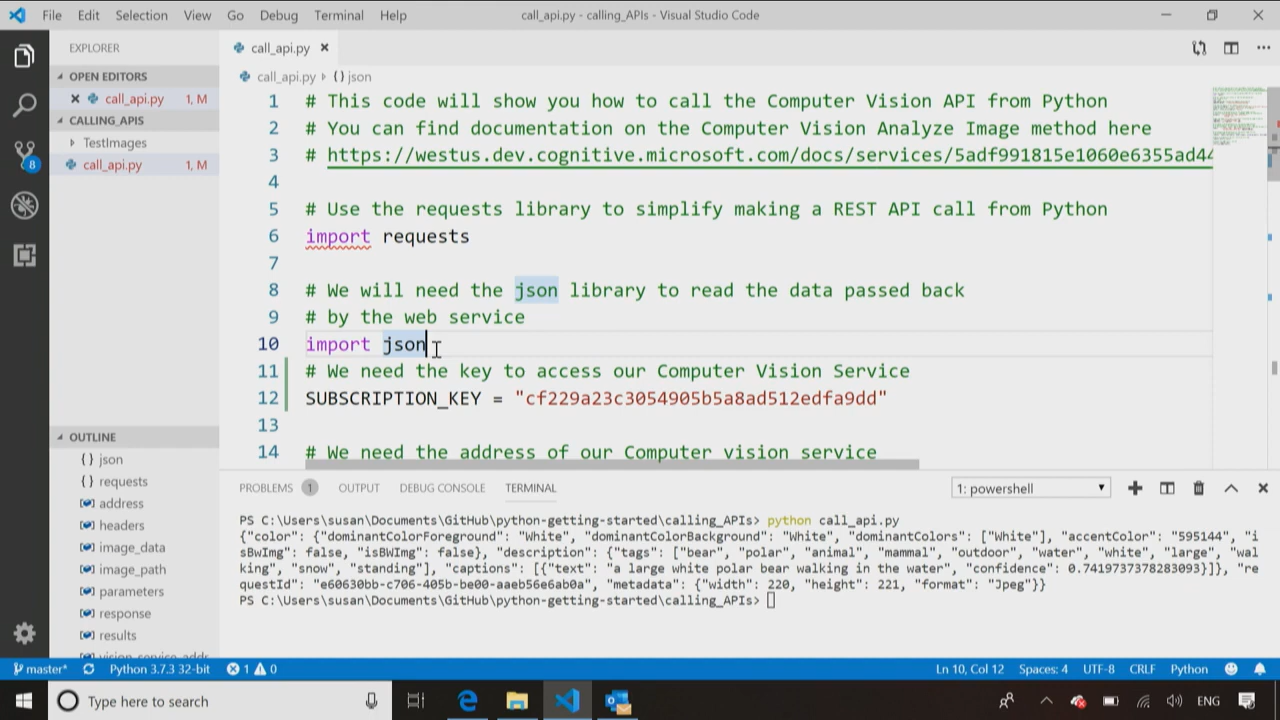 File Edit Selection View Go Debug Terminal Help call_api.py - calling_APIs - Visual Studio Code
EXPLORER
OPEN EDITORS
call_api.py 1, M
CALLING_APIS
TestImages
call_api.py 1, M
OUTLINE
{ } json
{ } requests
address
headers
image_data
image_path
parameters
response
results
call_api.py
call_api.py { } json
1 # This code will show you how to call the Computer Vision API from Python
2 # You can find documentation on the Computer Vision Analyze Image method here
3 # https://westus.dev.cognitive.microsoft.com/docs/services/5adf991815e1060e6355ad44
4
5 # Use the requests library to simplify making a REST API call from Python
6 import requests
7
8 # We will need the json library to read the data passed back
9 # by the web service
10 import json
11 # We need the key to access our Computer Vision Service
12 SUBSCRIPTION_KEY = "cf229a23c3054905b5a8ad512edfa9dd"
13
14 # We need the address of our Computer vision service
PROBLEMS 1 OUTPUT DEBUG CONSOLE TERMINAL 1: powershell
PS C:\Users\susan\Documents\GitHub\python-getting-started\calling_APIs> python call_api.py
{"color": {"dominantColorForeground": "White", "dominantColorBackground": "White", "dominantColors": ["White"], "accentColor": "595144", "i
sBwImg": false, "isBWImg": false}, "description": {"tags": ["bear", "polar", "animal", "mammal", "outdoor", "water", "white", "large", "wal
king", "snow", "standing"], "captions": [{"text": "a large white polar bear walking in the water", "confidence": 0.7419737378283093}]}, "re
questId": "e60630bb-c706-405b-be00-aaeb56e6ab0a", "metadata": {"width": 220, "height": 221, "format": "Jpeg"}}
PS C:\Users\susan\Documents\GitHub\python-getting-started\calling_APIs>
8
master* Python 3.7.3 32-bit 1 0 Ln 10, Col 12 Spaces: 4 UTF-8 CRLF Python
Type here to search ENG